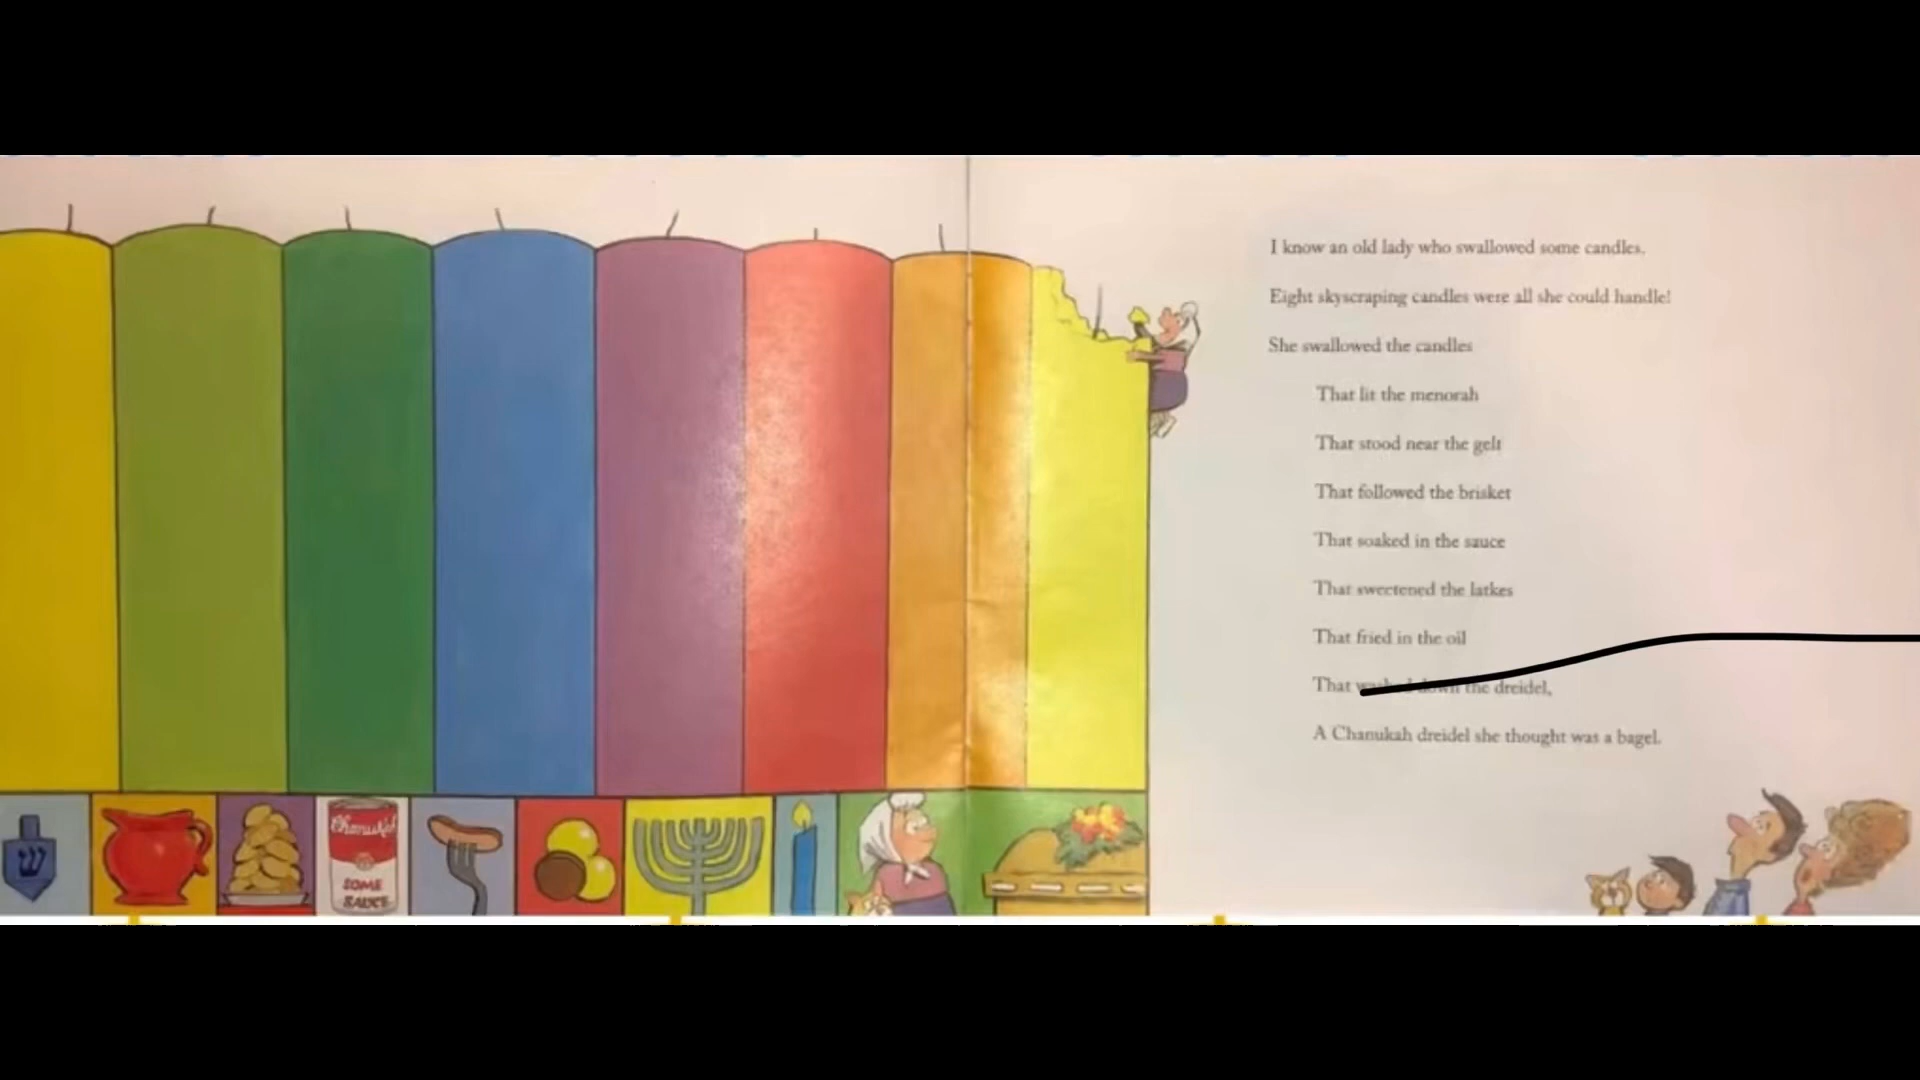 I know an old lady who swallowed some candles.
Eight skyscraping candles were all she could handle!
She swallowed the candles
That lit the menorah
That stood near the gelt
That followed the brisket
That soaked in the sauce
That sweetened the latkes
That fried in the oil
That washed down the dreidel,
A Chanukah dreidel she thought was a bagel.
ש
Chanukah
SOME
SAUCE